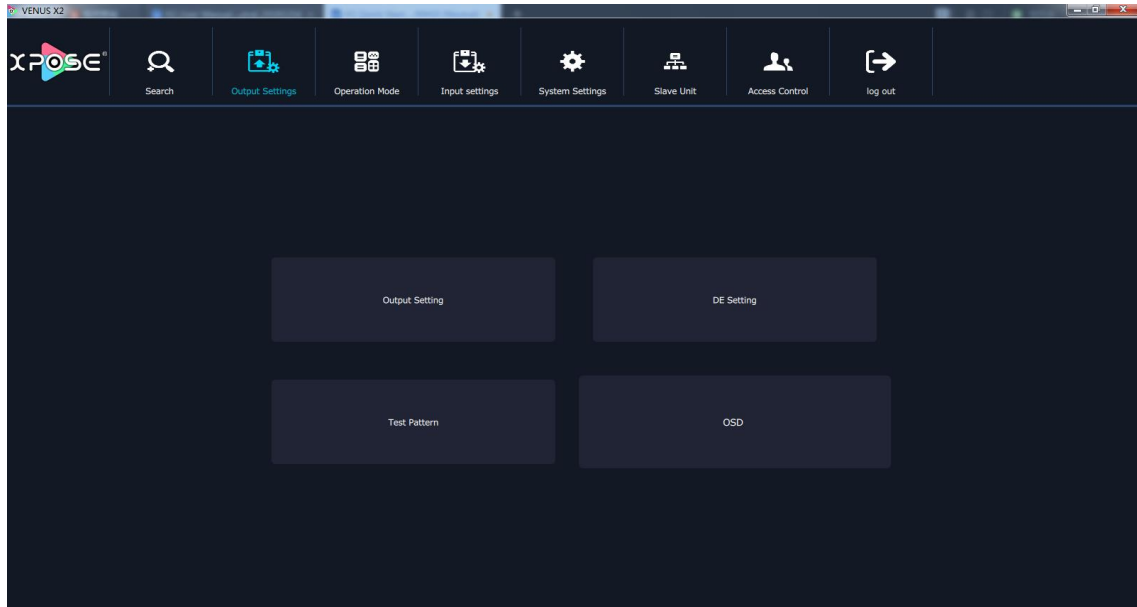 VENUS X2
XPOSE®
Search
Output Settings
Operation Mode
Input settings
System Settings
Slave Unit
Access Control
log out
Output Setting
DE Setting
Test Pattern
OSD